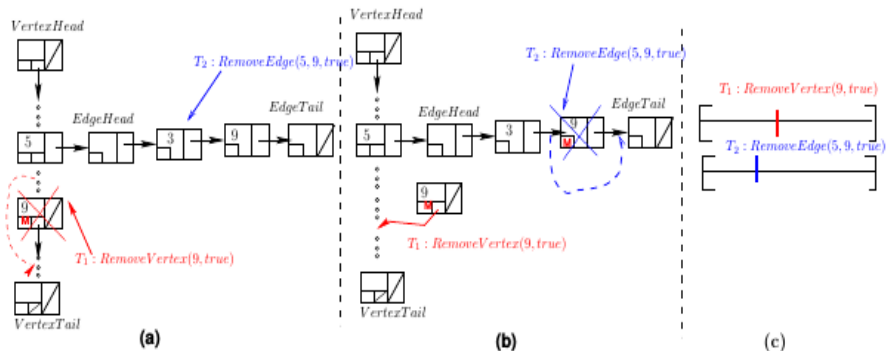 VertexHead
T₂ : RemoveEdge(5, 9, true)
EdgeHead
EdgeTail
5
3
9
9
M
T₁ : RemoveVertex(9, true)
VertexTail
(a)
VertexHead
T₂ : RemoveEdge(5, 9, true)
EdgeHead
EdgeTail
5
3
9
M
9
M
T₁ : RemoveVertex(9, true)
VertexTail
(b)
T₁ : RemoveVertex(9, true)
T₂ : RemoveEdge(5, 9, true)
(c)